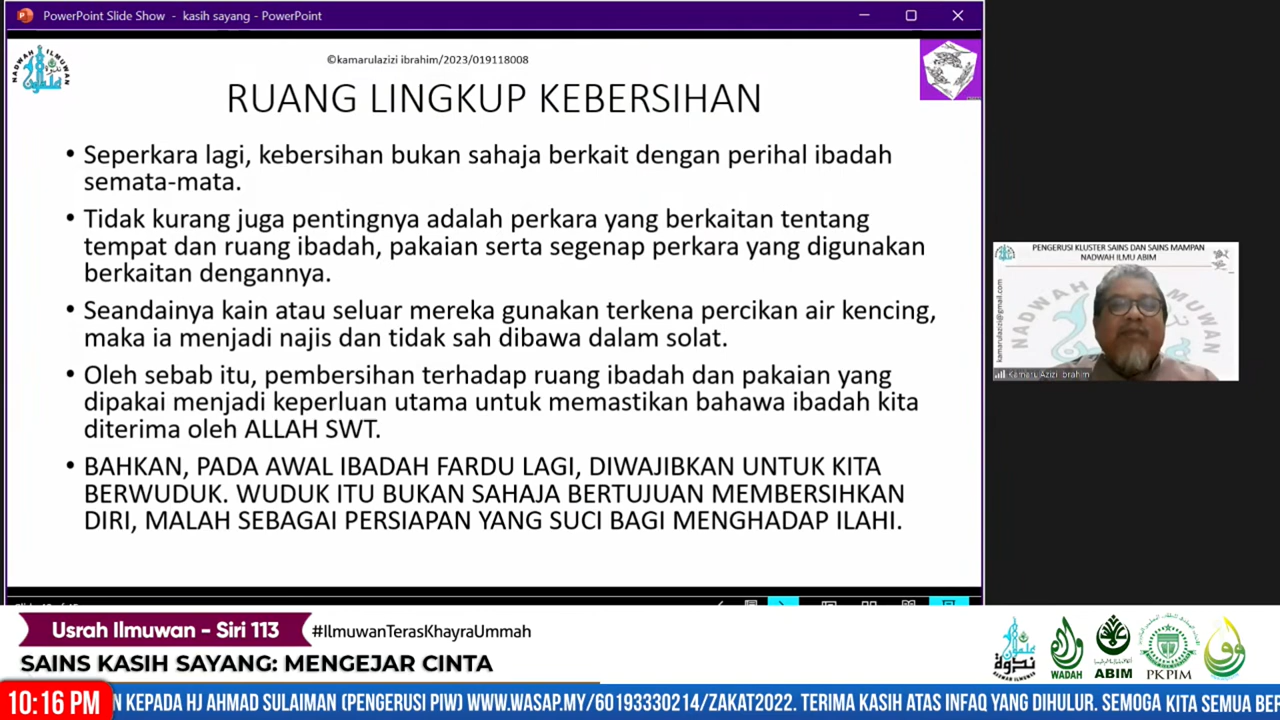 PowerPoint Slide Show - kasih sayang - PowerPoint
NADWAH ILMUWAN
©kamarulazizi ibrahim/2023/019118008
RUANG LINGKUP KEBERSIHAN
• Seperkara lagi, kebersihan bukan sahaja berkait dengan perihal ibadah
semata-mata.
• Tidak kurang juga pentingnya adalah perkara yang berkaitan tentang
tempat dan ruang ibadah, pakaian serta segenap perkara yang digunakan
berkaitan dengannya.
• Seandainya kain atau seluar mereka gunakan terkena percikan air kencing,
maka ia menjadi najis dan tidak sah dibawa dalam solat.
• Oleh sebab itu, pembersihan terhadap ruang ibadah dan pakaian yang
dipakai menjadi keperluan utama untuk memastikan bahawa ibadah kita
diterima oleh ALLAH SWT.
• BAHKAN, PADA AWAL IBADAH FARDU LAGI, DIWAJIBKAN UNTUK KITA
BERWUDUK. WUDUK ITU BUKAN SAHAJA BERTUJUAN MEMBERSIHKAN
DIRI, MALAH SEBAGAI PERSIAPAN YANG SUCI BAGI MENGHADAP ILAHI.
PENGERUSI KLUSTER SAINS DAN SAINS MAMPAN
NADWAH ILMU ABIM
kamarulazizi@gmail.com
NADWAH ILMUWAN
Kamarul Azizi Ibrahim
Usrah Ilmuwan - Siri 113
#IlmuwanTerasKhayraUmmah
SAINS KASIH SAYANG: MENGEJAR CINTA
WADAH
ABIM
PKPIM
10:16 PM
N KEPADA HJ AHMAD SULAIMAN (PENGERUSI PIW) WWW.WASAP.MY/60193330214/ZAKAT2022. TERIMA KASIH ATAS INFAQ YANG DIHULUR. SEMOGA KITA SEMUA BER